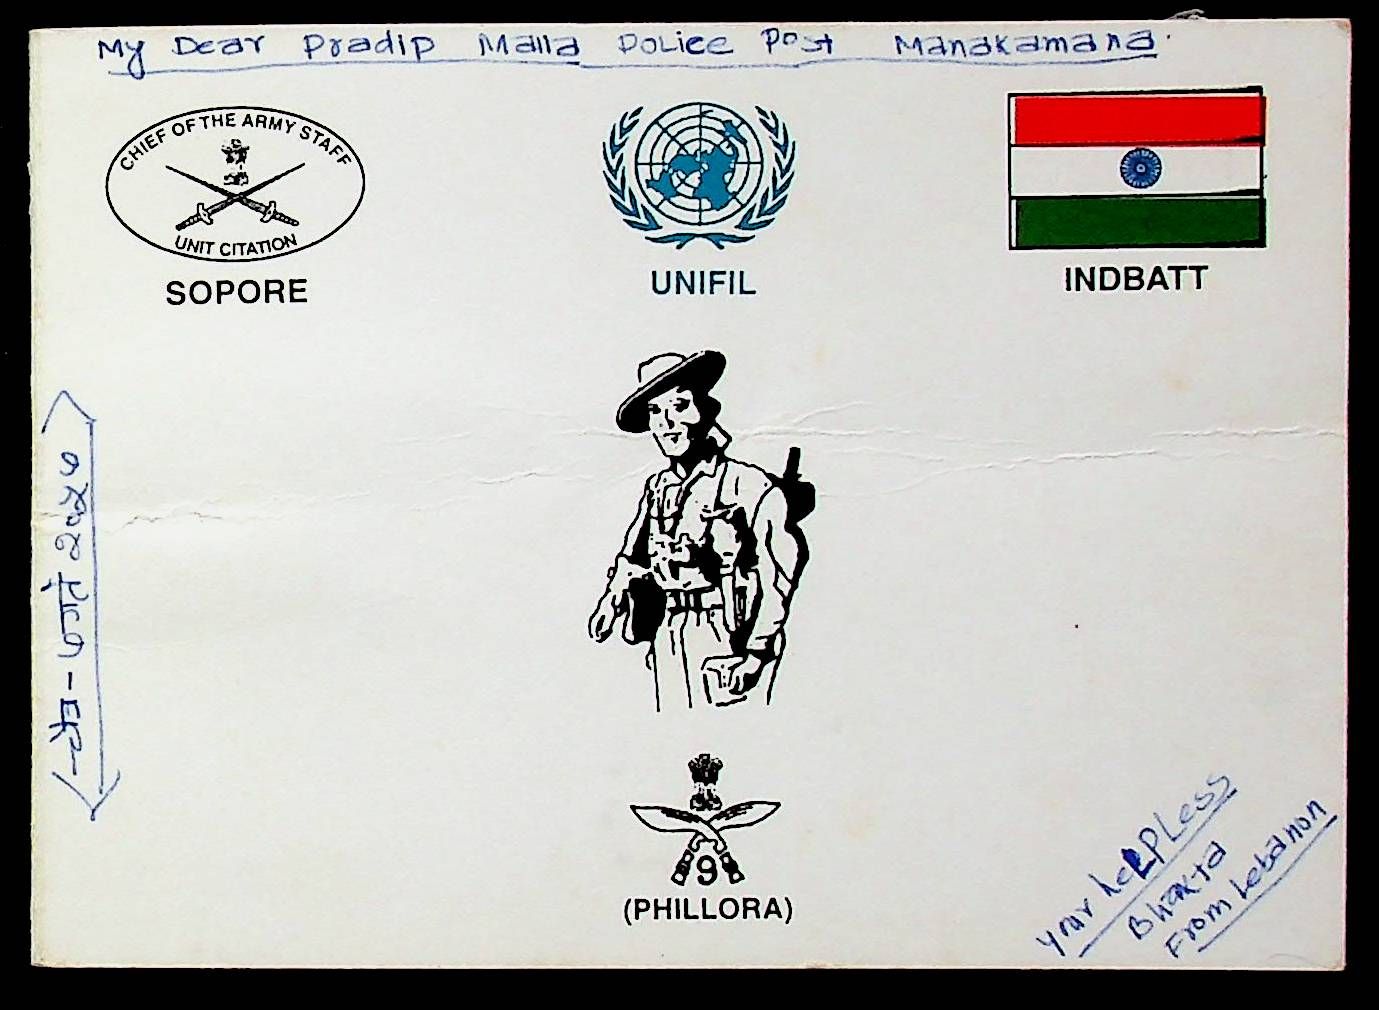 My Dear Pradip Malla Police Post Manakamana.
CHIEF OF THE ARMY STAFF
UNIT CITATION
SOPORE
UNIFIL
INDBATT
9
(PHILLORA)
Your heLPLess
Bhakta
From Lebanon